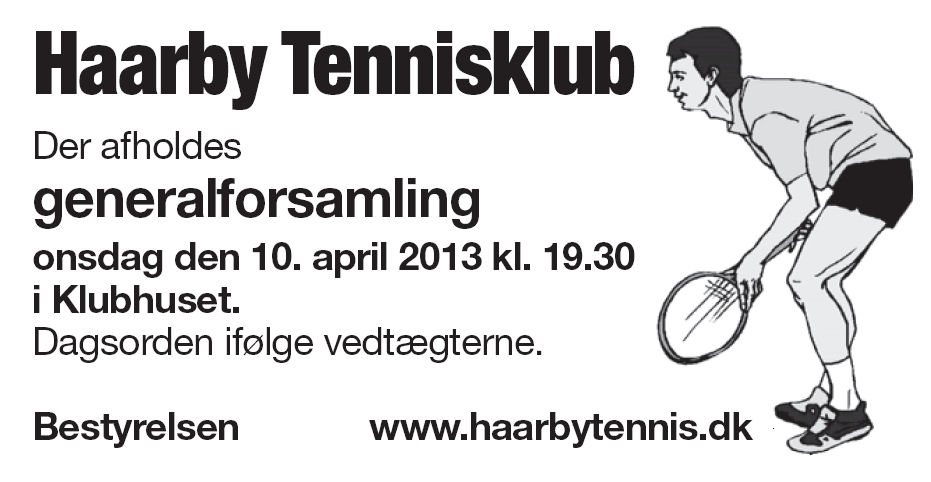 Haarby Tennisklub
Der afholdes
generalforsamling
onsdag den 10. april 2013 kl. 19.30
i Klubhuset.
Dagsorden ifølge vedtægterne.
Bestyrelsen www.haarbytennis.dk